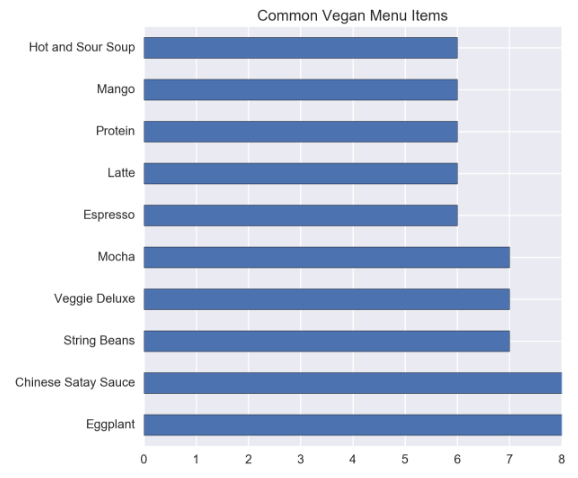 Common Vegan Menu Items
Hot and Sour Soup
Mango
Protein
Latte
Espresso
Mocha
Veggie Deluxe
String Beans
Chinese Satay Sauce
Eggplant
0 1 2 3 4 5 6 7 8